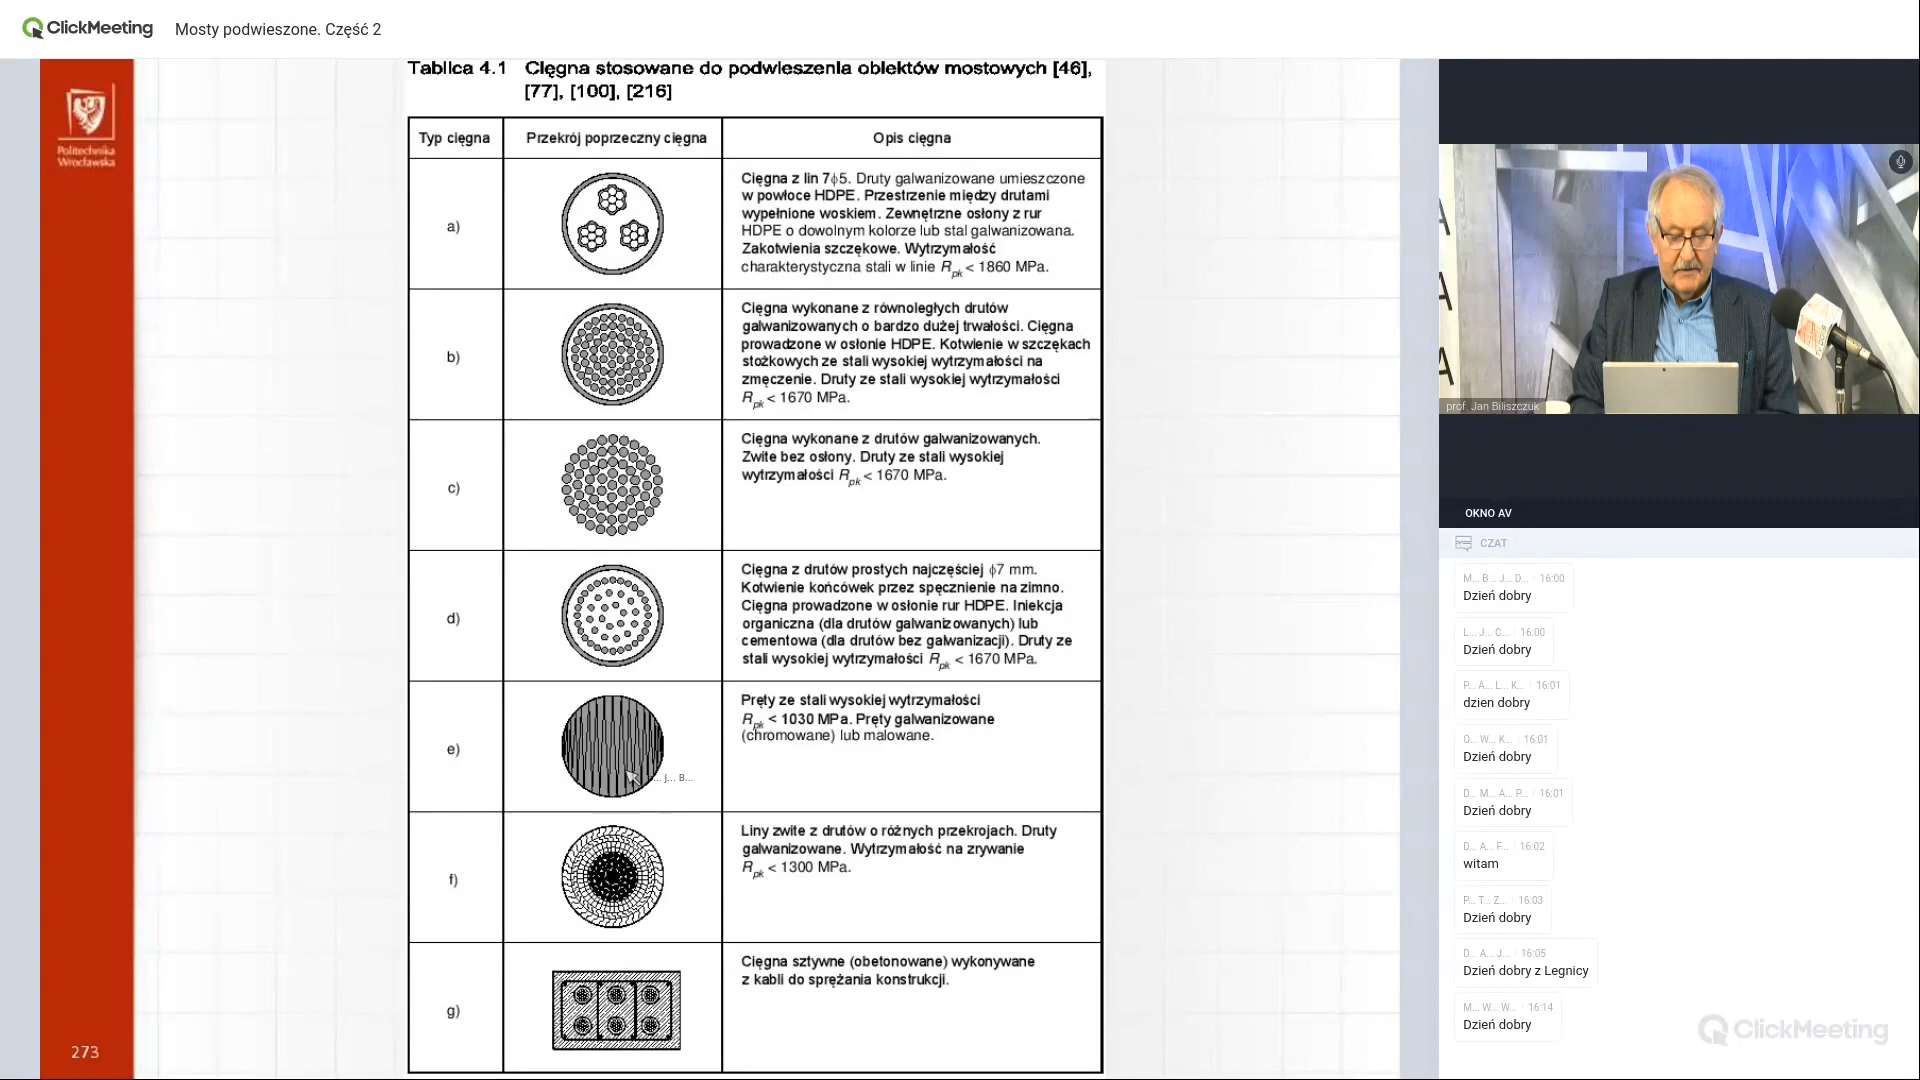 ClickMeeting
Mosty podwieszone. Część 2
Politechnika
Wrocławska
273
Tablica 4.1 Cięgna stosowane do podwieszenia obiektów mostowych [46],
[77], [100], [216]
Typ cięgna
Przekrój poprzeczny cięgna
Opis cięgna
a)
Cięgna z lin 7ϕ5. Druty galwanizowane umieszczone
w powłoce HDPE. Przestrzenie między drutami
wypełnione woskiem. Zewnętrzne osłony z rur
HDPE o dowolnym kolorze lub stal galwanizowana.
Zakotwienia szczękowe. Wytrzymałość
charakterystyczna stali w linie Rpk < 1860 MPa.
b)
Cięgna wykonane z równoległych drutów
galwanizowanych o bardzo dużej trwałości. Cięgna
prowadzone w osłonie HDPE. Kotwienie w szczękach
stożkowych ze stali wysokiej wytrzymałości na
zmęczenie. Druty ze stali wysokiej wytrzymałości
Rpk < 1670 MPa.
c)
Cięgna wykonane z drutów galwanizowanych.
Zwite bez osłony. Druty ze stali wysokiej
wytrzymałości Rpk < 1670 MPa.
d)
Cięgna z drutów prostych najczęściej ϕ7 mm.
Kotwienie końcówek przez spęcznienie na zimno.
Cięgna prowadzone w osłonie rur HDPE. Iniekcja
organiczna (dla drutów galwanizowanych) lub
cementowa (dla drutów bez galwanizacji). Druty ze
stali wysokiej wytrzymałości Rpk < 1670 MPa.
e)
... J... B...
Pręty ze stali wysokiej wytrzymałości
Rpk < 1030 MPa. Pręty galwanizowane
(chromowane) lub malowane.
f)
Liny zwite z drutów o różnych przekrojach. Druty
galwanizowane. Wytrzymałość na zrywanie
Rpk < 1300 MPa.
g)
Cięgna sztywne (obetonowane) wykonywane
z kabli do sprężania konstrukcji.
prof. Jan Biliszczuk
OKNO AV
CZAT
M... B... J... D... 16:00
Dzień dobry
L... J... C... 16:00
Dzień dobry
P... A... L... K... 16:01
dzien dobry
O... W... K... 16:01
Dzień dobry
D... M... A... P... 16:01
Dzień dobry
D... A... F... 16:02
witam
P... T... Z... 16:03
Dzień dobry
D... A... J... 16:05
Dzień dobry z Legnicy
M... W... W... 16:14
Dzień dobry
ClickMeeting